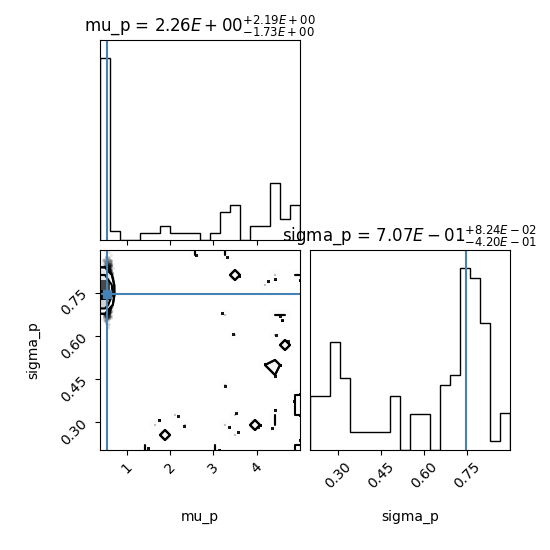 mu_p = 2.26E + 00+2.19E+00−1.73E+00
sigma_p = 7.07E − 01+8.24E−02−4.20E−01
sigma_p
0.75
0.60
0.45
0.30
1 2 3 4
0.30 0.45 0.60 0.75
mu_p
sigma_p